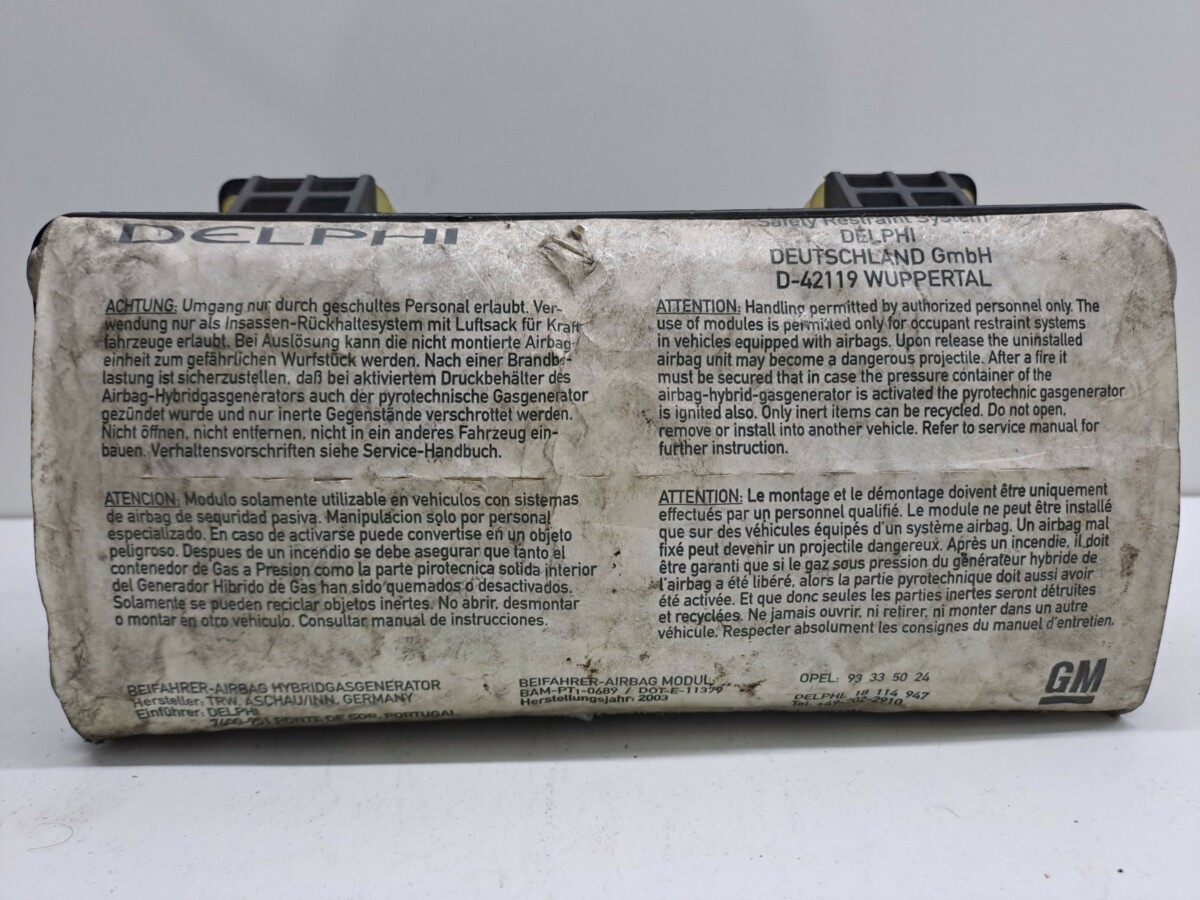 DELPHI
Safety Restraint System
DELPHI
DEUTSCHLAND GmbH
D-42119 WUPPERTAL
ACHTUNG: Umgang nur durch geschultes Personal erlaubt. Ver-
wendung nur als Insassen-Rückhaltesystem mit Luftsack für Kraft-
fahrzeuge erlaubt. Bei Auslösung kann die nicht montierte Airbag-
einheit zum gefährlichen Wurfstück werden. Nach einer Brandbe-
lastung ist sicherzustellen, daß bei aktiviertem Druckbehälter des
Airbag-Hybridgasgenerators auch der pyrotechnische Gasgenerator
gezündet wurde und nur inerte Gegenstände verschrottet werden.
Nicht öffnen, nicht entfernen, nicht in ein anderes Fahrzeug ein-
bauen. Verhaltensvorschriften siehe Service-Handbuch.
ATTENTION: Handling permitted by authorized personnel only. The
use of modules is permitted only for occupant restraint systems
in vehicles equipped with airbags. Upon release the uninstalled
airbag unit may become a dangerous projectile. After a fire it
must be secured that in case the pressure container of the
airbag-hybrid-gasgenerator is activated the pyrotechnic gasgenerator
is ignited also. Only inert items can be recycled. Do not open,
remove or install into another vehicle. Refer to service manual for
further instruction.
ATENCION: Modulo solamente utilizable en vehiculos con sistemas
de airbag de seguridad pasiva. Manipulacion solo por personal
especializado. En caso de activarse puede convertise en un objeto
peligroso. Despues de un incendio se debe asegurar que tanto el
contenedor de Gas a Presion como la parte pirotecnica solida interior
del Generador Hibrido de Gas han sido quemados o desactivados.
Solamente se pueden reciclar objetos inertes. No abrir, desmontar
o montar en otro vehiculo. Consultar manual de instrucciones.
ATTENTION: Le montage et le démontage doivent être uniquement
effectués par un personnel qualifié. Le module ne peut être installé
que sur des véhicules équipés d'un système airbag. Un airbag mal
fixé peut devenir un projectile dangereux. Après un incendie, il doit
être garanti que si le gaz sous pression du générateur hybride de
l'airbag a été libéré, alors la partie pyrotechnique doit aussi avoir
été activée. Et que donc seules les parties inertes seront détruites
et recyclées. Ne jamais ouvrir, ni retirer, ni monter dans un autre
véhicule. Respecter absolument les consignes du manuel d'entretien.
BEIFAHRER-AIRBAG HYBRIDGASGENERATOR
Hersteller: TRW, ASCHAU/INN, GERMANY
Einführer: DELPHI
7400-951 PONTE DE SOR, PORTUGAL
BEIFAHRER-AIRBAG MODUL
BAM-PT1-0689 / DOT-E-11379
Herstellungsjahr: 2003
OPEL: 93 33 50 24
DELPHI: 18 114 947
Tel. +49-202-2910
GM